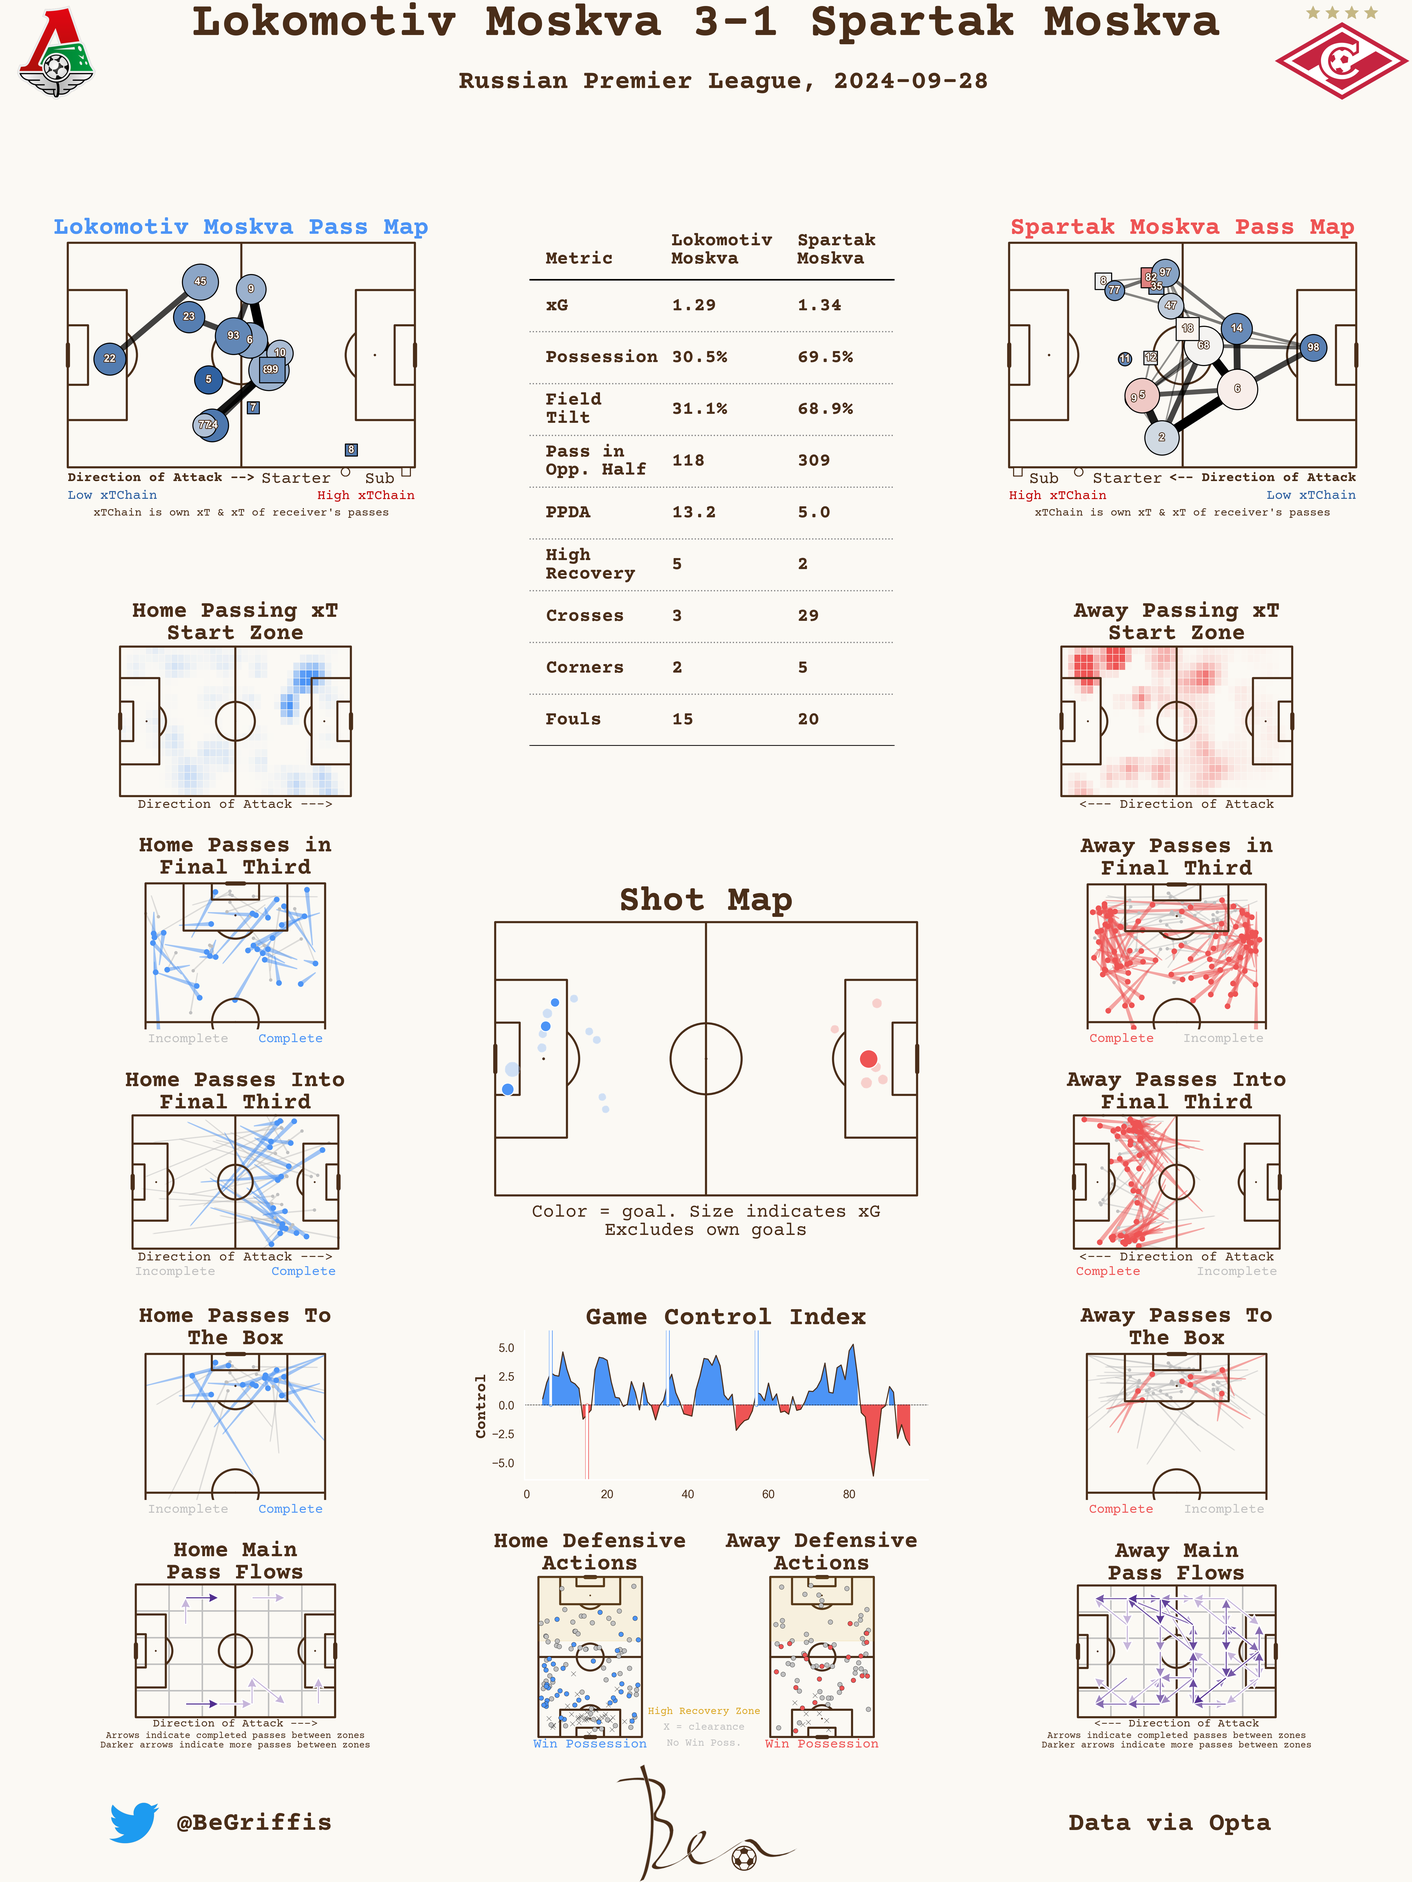 Lokomotiv Moskva 3-1 Spartak Moskva
Russian Premier League, 2024-09-28
Lokomotiv Moskva Pass Map
45
9
23
93
6
10
22
99
5
7
77
24
8
Direction of Attack --> Starter Sub
Low xTChain High xTChain
xTChain is own xT & xT of receiver's passes
Metric Lokomotiv Moskva Spartak Moskva
xG 1.29 1.34
Possession 30.5% 69.5%
Field Tilt 31.1% 68.9%
Pass in Opp. Half 118 309
PPDA 13.2 5.0
High Recovery 5 2
Crosses 3 29
Corners 2 5
Fouls 15 20
Spartak Moskva Pass Map
8
82
97
77
35
47
18
14
68
98
11
12
9
5
6
2
Sub Starter <-- Direction of Attack
High xTChain Low xTChain
xTChain is own xT & xT of receiver's passes
Home Passing xT
Start Zone
Direction of Attack --->
Away Passing xT
Start Zone
<--- Direction of Attack
Home Passes in
Final Third
Incomplete Complete
Away Passes in
Final Third
Complete Incomplete
Shot Map
Color = goal. Size indicates xG
Excludes own goals
Home Passes Into
Final Third
Direction of Attack --->
Incomplete Complete
Away Passes Into
Final Third
<--- Direction of Attack
Complete Incomplete
Home Passes To
The Box
Incomplete Complete
Game Control Index
Control
5.0
2.5
0.0
−2.5
−5.0
0 20 40 60 80
Away Passes To
The Box
Complete Incomplete
Home Main
Pass Flows
Direction of Attack --->
Arrows indicate completed passes between zones
Darker arrows indicate more passes between zones
Home Defensive
Actions
Win Possession
Away Defensive
Actions
Win Possession
High Recovery Zone
X = clearance
No Win Poss.
Away Main
Pass Flows
<--- Direction of Attack
Arrows indicate completed passes between zones
Darker arrows indicate more passes between zones
@BeGriffis
Ben
Data via Opta